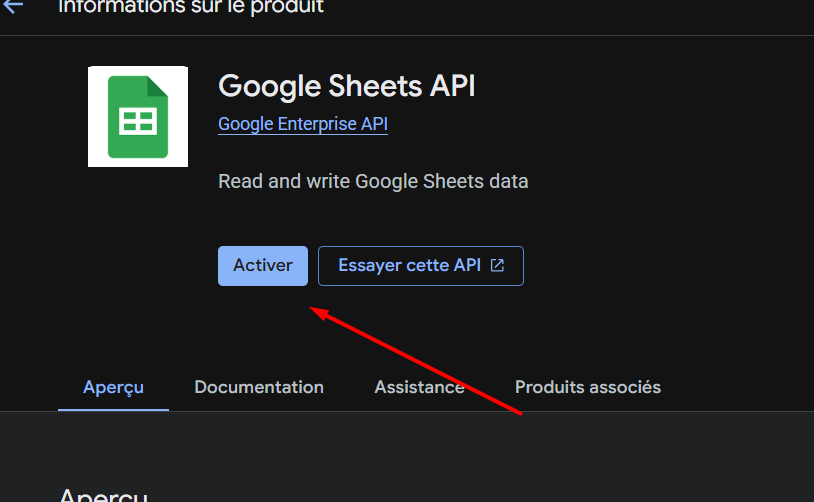 Informations sur le produit
Google Sheets API
Google Enterprise API
Read and write Google Sheets data
Activer
Essayer cette API
Aperçu
Documentation
Assistance
Produits associés
Aperçu